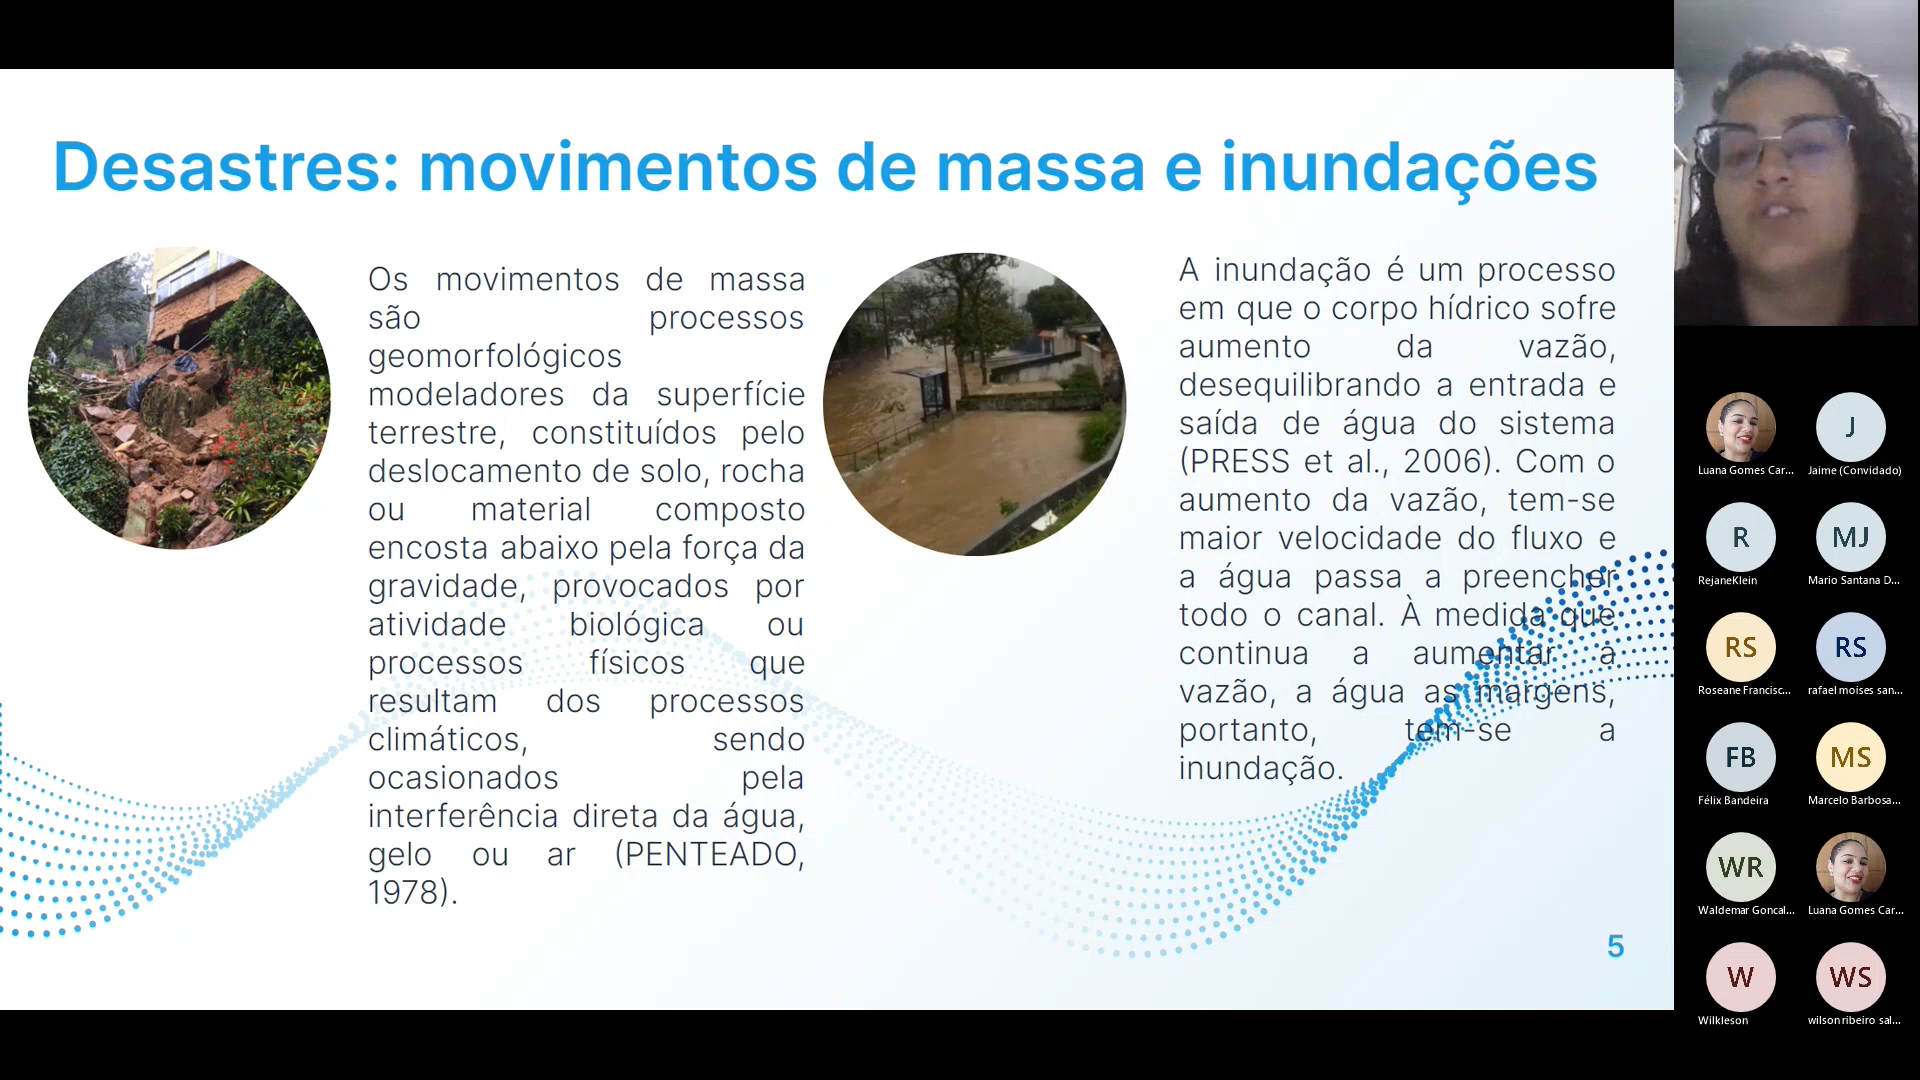 Desastres: movimentos de massa e inundações
Os movimentos de massa
são processos
geomorfológicos
modeladores da superfície
terrestre, constituídos pelo
deslocamento de solo, rocha
ou material composto
encosta abaixo pela força da
gravidade, provocados por
atividade biológica ou
processos físicos que
resultam dos processos
climáticos, sendo
ocasionados pela
interferência direta da água,
gelo ou ar (PENTEADO,
1978).
A inundação é um processo
em que o corpo hídrico sofre
aumento da vazão,
desequilibrando a entrada e
saída de água do sistema
(PRESS et al., 2006). Com o
aumento da vazão, tem-se
maior velocidade do fluxo e
a água passa a preencher
todo o canal. À medida que
continua a aumentar a
vazão, a água as margens,
portanto, tem-se a
inundação.
5
Luana Gomes Car...
J
Jaime (Convidado)
R
RejaneKlein
MJ
Mario Santana D...
RS
Roseane Francisc...
RS
rafael moises san...
FB
Félix Bandeira
MS
Marcelo Barbosa...
WR
Waldemar Goncal...
Luana Gomes Car...
W
Wilkleson
WS
wilson ribeiro sal...